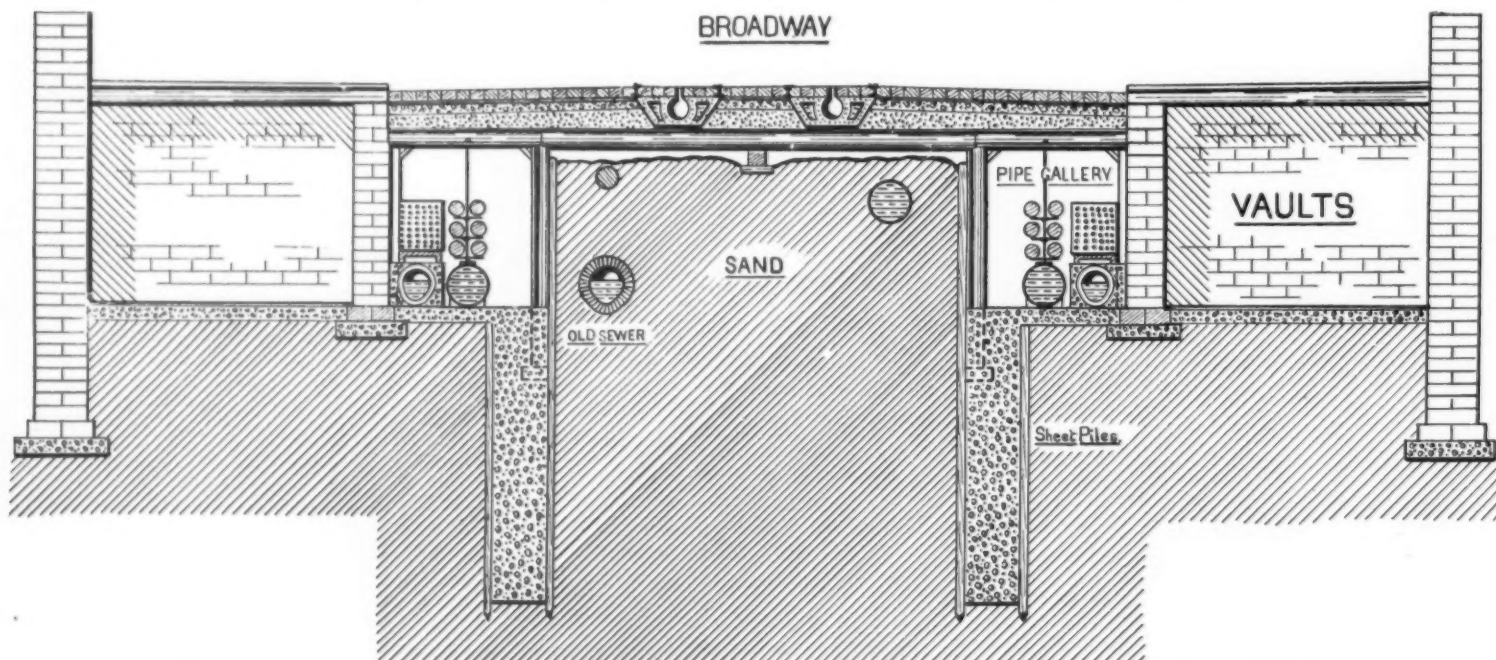 BROADWAY
PIPE GALLERY
VAULTS
SAND
OLD SEWER
Sheet Piles.